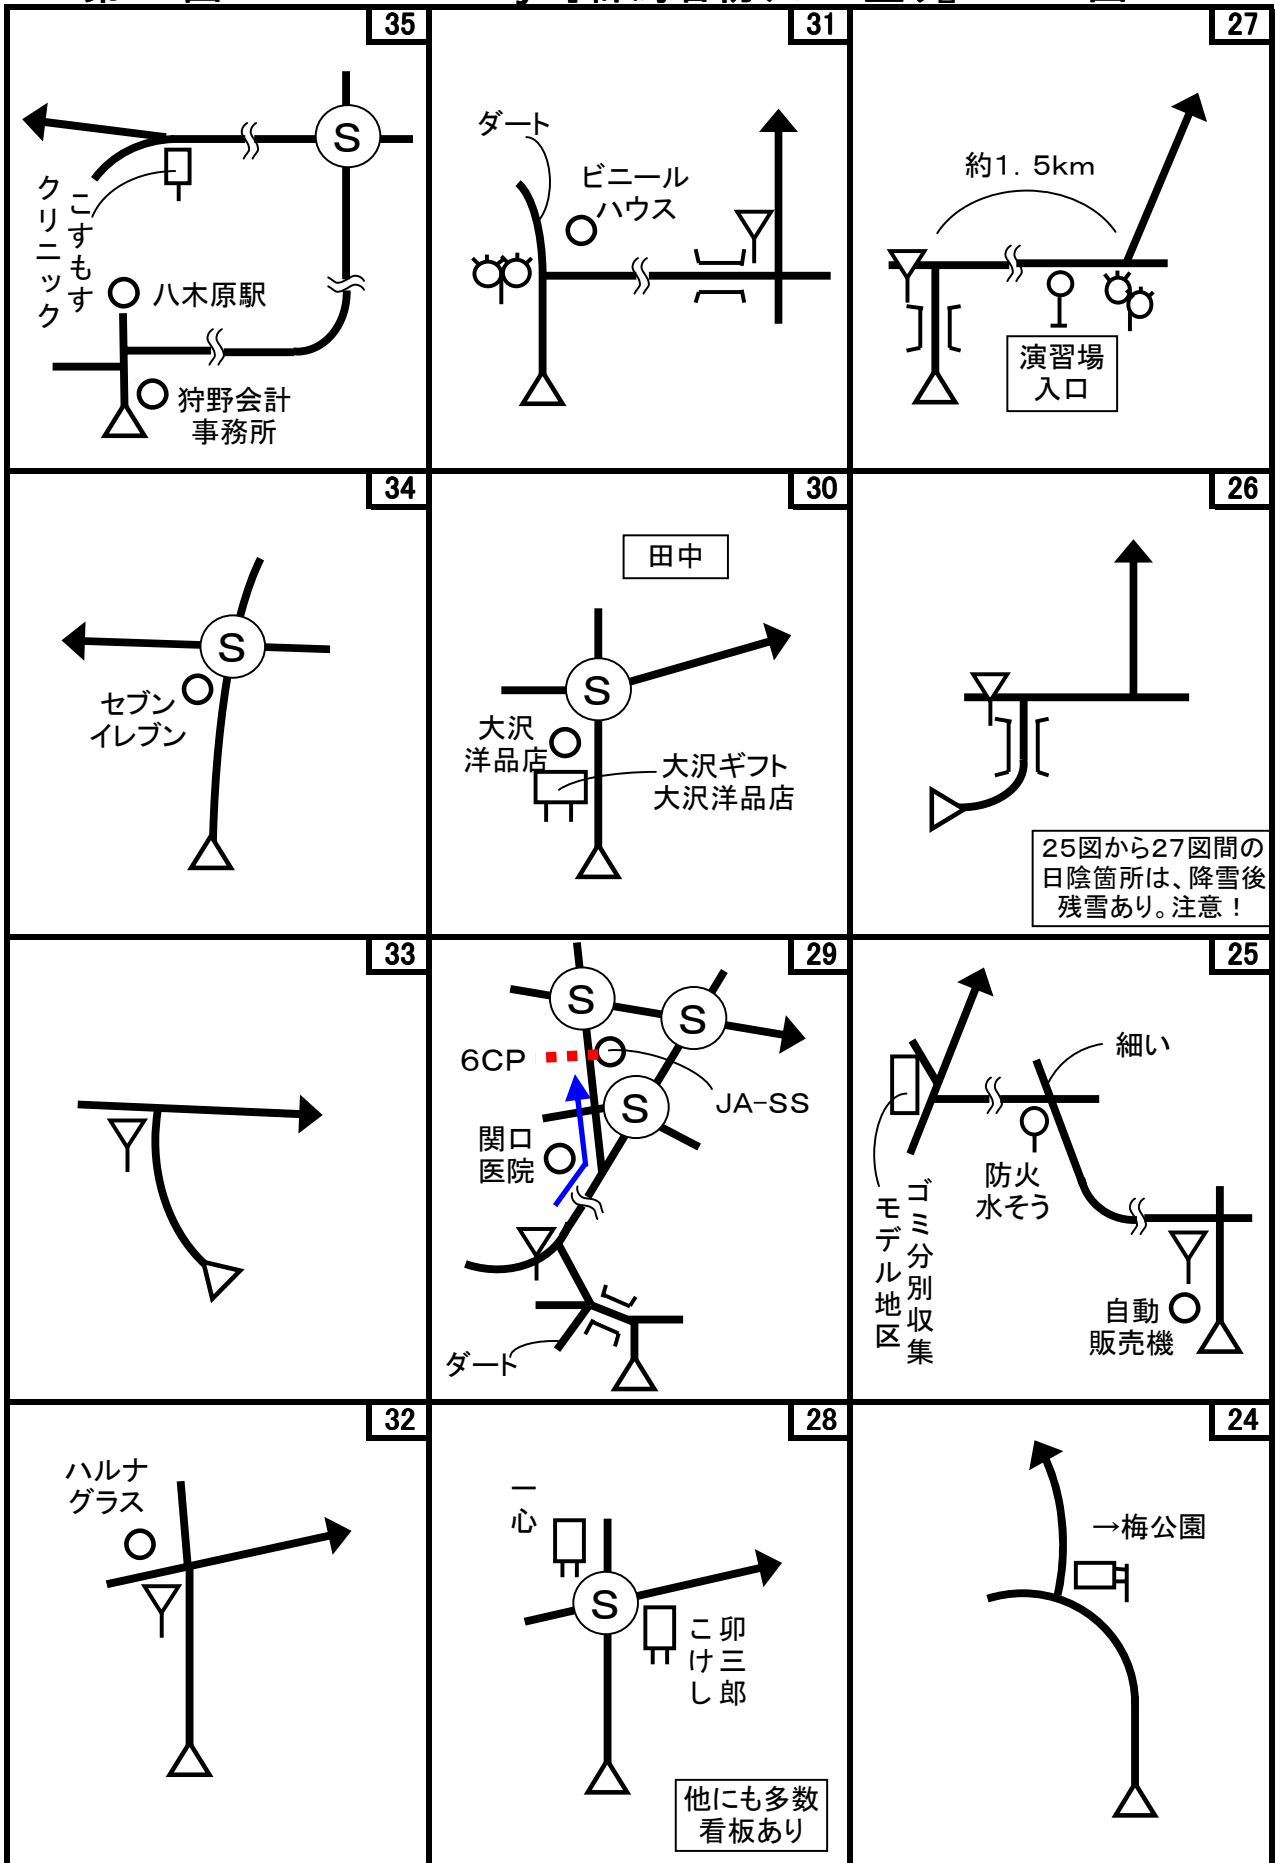 35
こすもす
クリニック
S
八木原駅
狩野会計
事務所
31
ダート
ビニール
ハウス
27
約1.5km
演習場
入口
34
S
セブン
イレブン
30
田中
S
大沢
洋品店
大沢ギフト
大沢洋品店
26
25図から27図間の
日陰箇所は、降雪後
残雪あり。注意！
33
29
S
S
6CP
S
JA-SS
関口
医院
ダート
25
細い
防火
水そう
ゴミ分別収集
モデル地区
自動
販売機
32
ハルナ
グラス
28
一心
S
卯三郎
こけし
他にも多数
看板あり
24
→梅公園